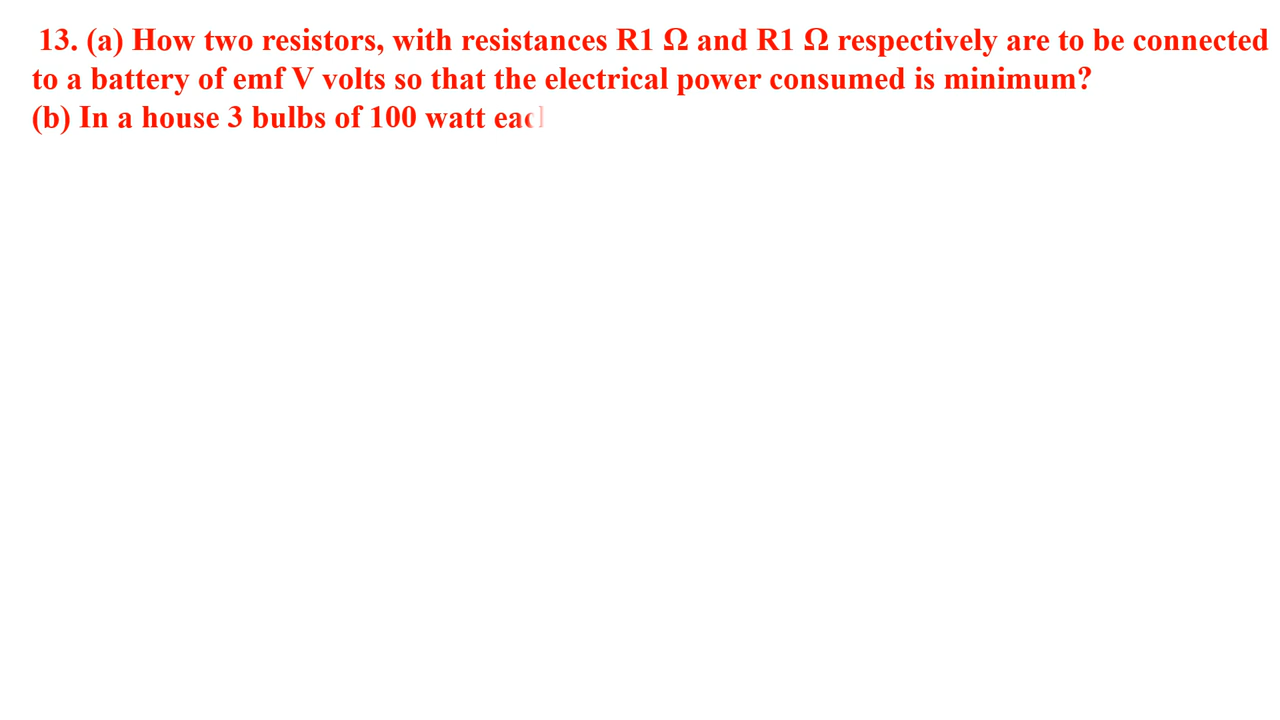 13. (a) How two resistors, with resistances R1 Ω and R1 Ω respectively are to be connected
to a battery of emf V volts so that the electrical power consumed is minimum?
(b) In a house 3 bulbs of 100 watt each